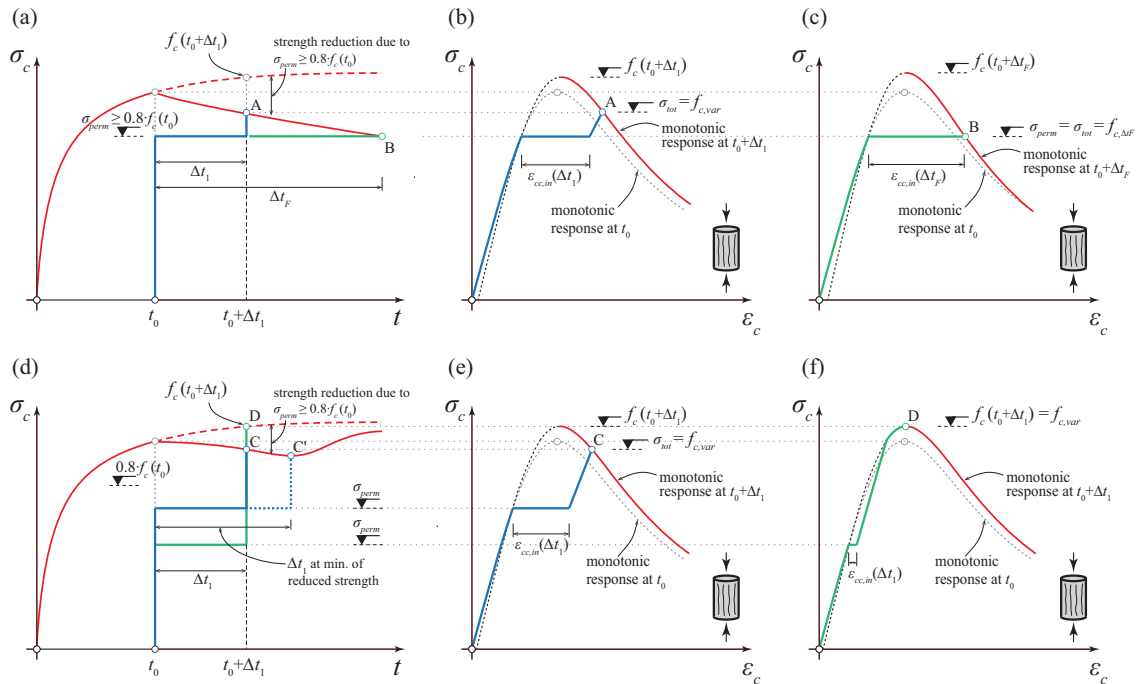 (a)
σc
fc(t0+Δt1)
strength reduction due to
σperm ≥ 0.8·fc(t0)
σperm ≥ 0.8·fc(t0)
A
B
Δt1
ΔtF
t0
t0+Δt1
t
(b)
σc
fc(t0+Δt1)
A
σtot = fc,var
monotonic
response at t0+Δt1
εcc,in(Δt1)
monotonic
response at t0
εc
(c)
σc
fc(t0+ΔtF)
B
σperm = σtot = fc,ΔtF
monotonic
response at t0+ΔtF
εcc,in(ΔtF)
monotonic
response at t0
εc
(d)
σc
fc(t0+Δt1)
strength reduction due to
σperm ≥ 0.8·fc(t0)
D
C
C'
0.8·fc(t0)
σperm
σperm
Δt1 at min. of
reduced strength
Δt1
t0
t0+Δt1
t
(e)
σc
fc(t0+Δt1)
C
σtot = fc,var
monotonic
response at t0+Δt1
εcc,in(Δt1)
monotonic
response at t0
εc
(f)
σc
D
fc(t0+Δt1) = fc,var
monotonic
response at t0+Δt1
εcc,in(Δt1)
monotonic
response at t0
εc